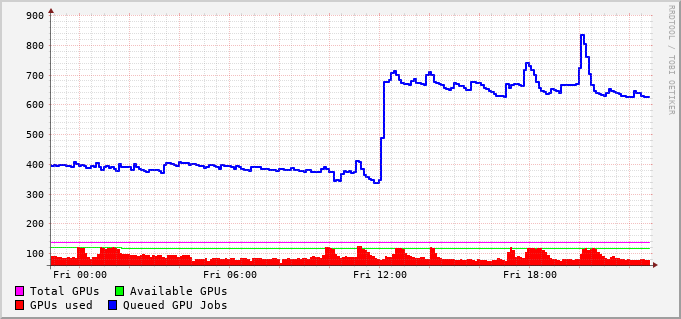 RRDTOOL / TOBI OETIKER
900
800
700
600
500
400
300
200
100
Fri 00:00 Fri 06:00 Fri 12:00 Fri 18:00
Total GPUs Available GPUs
GPUs used Queued GPU Jobs